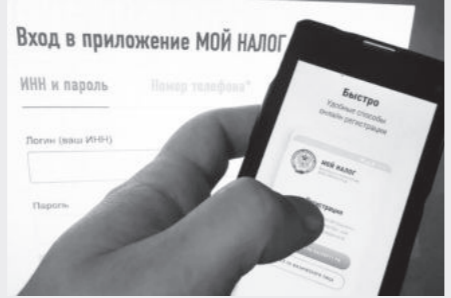 Вход в приложение МОЙ НАЛОГ
ИНН и пароль
Номер телефона*
Логин (ваш ИНН)
Пароль
Быстро
Удобные способы
онлайн регистрации
МОЙ НАЛОГ